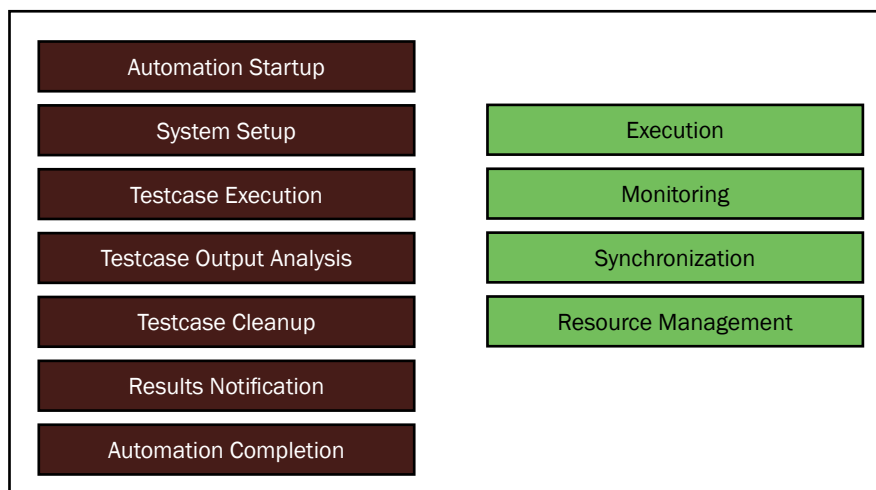 Automation Startup
System Setup
Testcase Execution
Testcase Output Analysis
Testcase Cleanup
Results Notification
Automation Completion
Execution
Monitoring
Synchronization
Resource Management